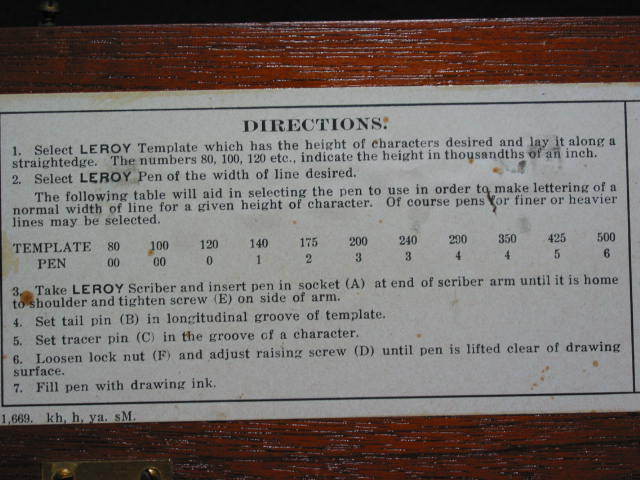 DIRECTIONS.
1. Select LEROY Template which has the height of characters desired and lay it along a
straightedge. The numbers 80, 100, 120 etc., indicate the height in thousandths of an inch.
2. Select LEROY Pen of the width of line desired.
The following table will aid in selecting the pen to use in order to make lettering of a
normal width of line for a given height of character. Of course pens for finer or heavier
lines may be selected.
TEMPLATE 80 100 120 140 175 200 240 290 350 425 500
PEN 00 00 0 1 2 3 3 4 4 5 6
3. Take LEROY Scriber and insert pen in socket (A) at end of scriber arm until it is home
to shoulder and tighten screw (E) on side of arm.
4. Set tail pin (B) in longitudinal groove of template.
5. Set tracer pin (C) in the groove of a character.
6. Loosen lock nut (F) and adjust raising screw (D) until pen is lifted clear of drawing
surface.
7. Fill pen with drawing ink.
1,669. kh, h, ya. sM.